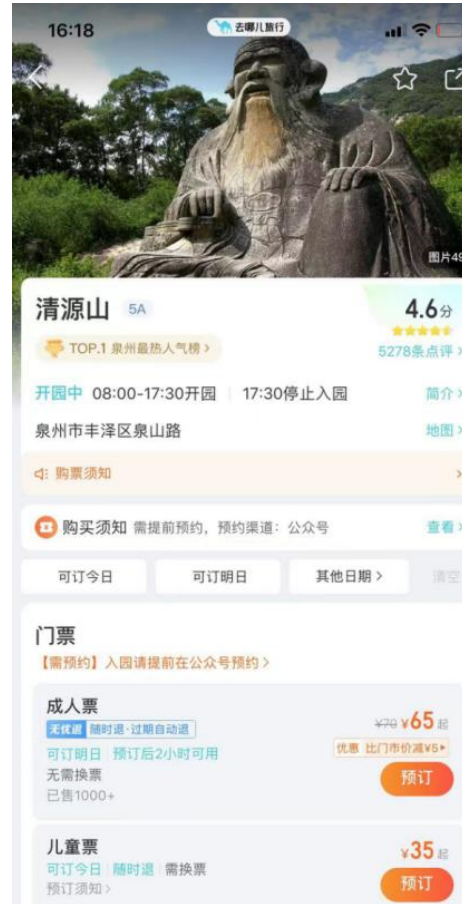 16:18
去哪儿旅行
图片49
清源山 5A
4.6分
TOP.1 泉州最热人气榜 >
5278条点评 >
开园中 08:00-17:30开园 | 17:30停止入园
简介 >
泉州市丰泽区泉山路
地图 >
购票须知 >
购买须知 需提前预约，预约渠道：公众号
查看 >
可订今日
可订明日
其他日期 >
清空
门票
【需预约】入园请提前在公众号预约 >
成人票
无忧退 随时退·过期自动退
¥70 ¥65起
可订明日 | 预订后2小时可用
优惠 比门市价减¥5
无需换票
预订
已售1000+
儿童票
¥35起
可订今日 | 随时退 | 需换票
预订须知 >
预订